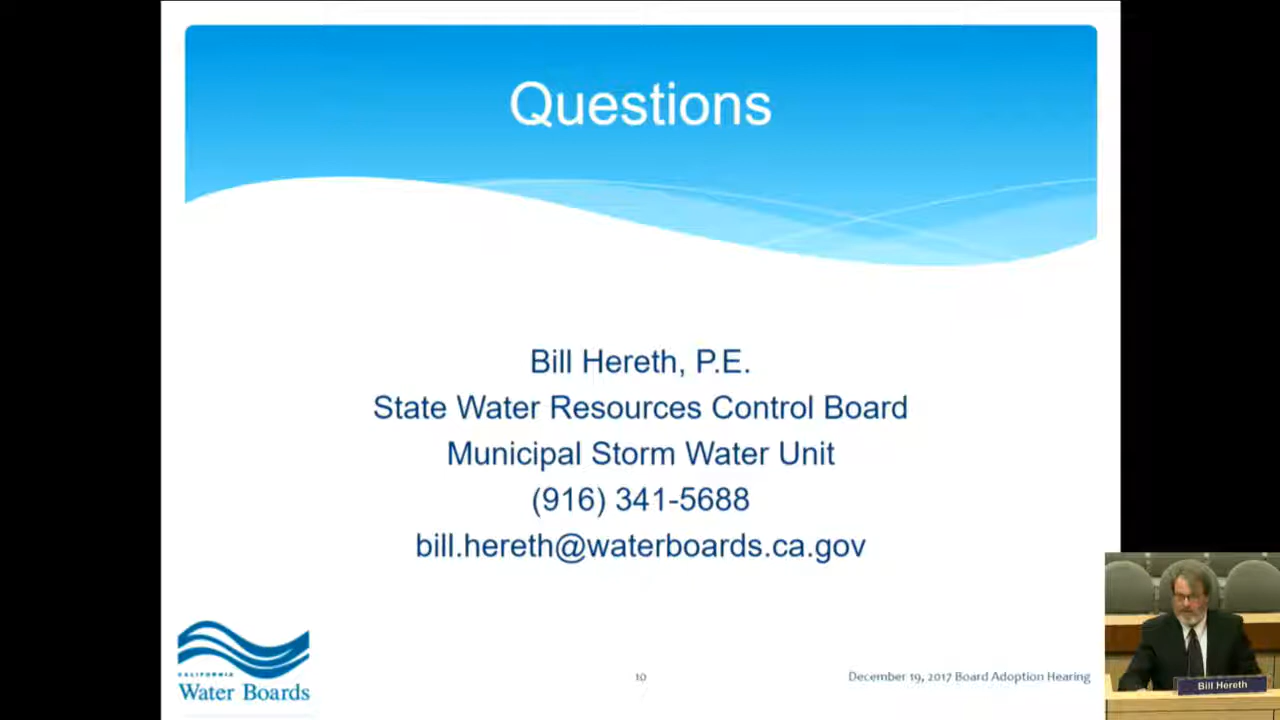 Questions
Bill Hereth, P.E.
State Water Resources Control Board
Municipal Storm Water Unit
(916) 341-5688
bill.hereth@waterboards.ca.gov
CALIFORNIA
Water Boards
10
December 19, 2017 Board Adoption Hearing
Bill Hereth